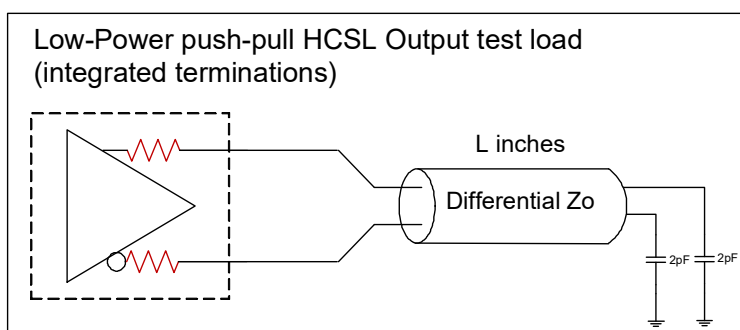 Low-Power push-pull HCSL Output test load
(integrated terminations)
L inches
Differential Zo
2pF
2pF